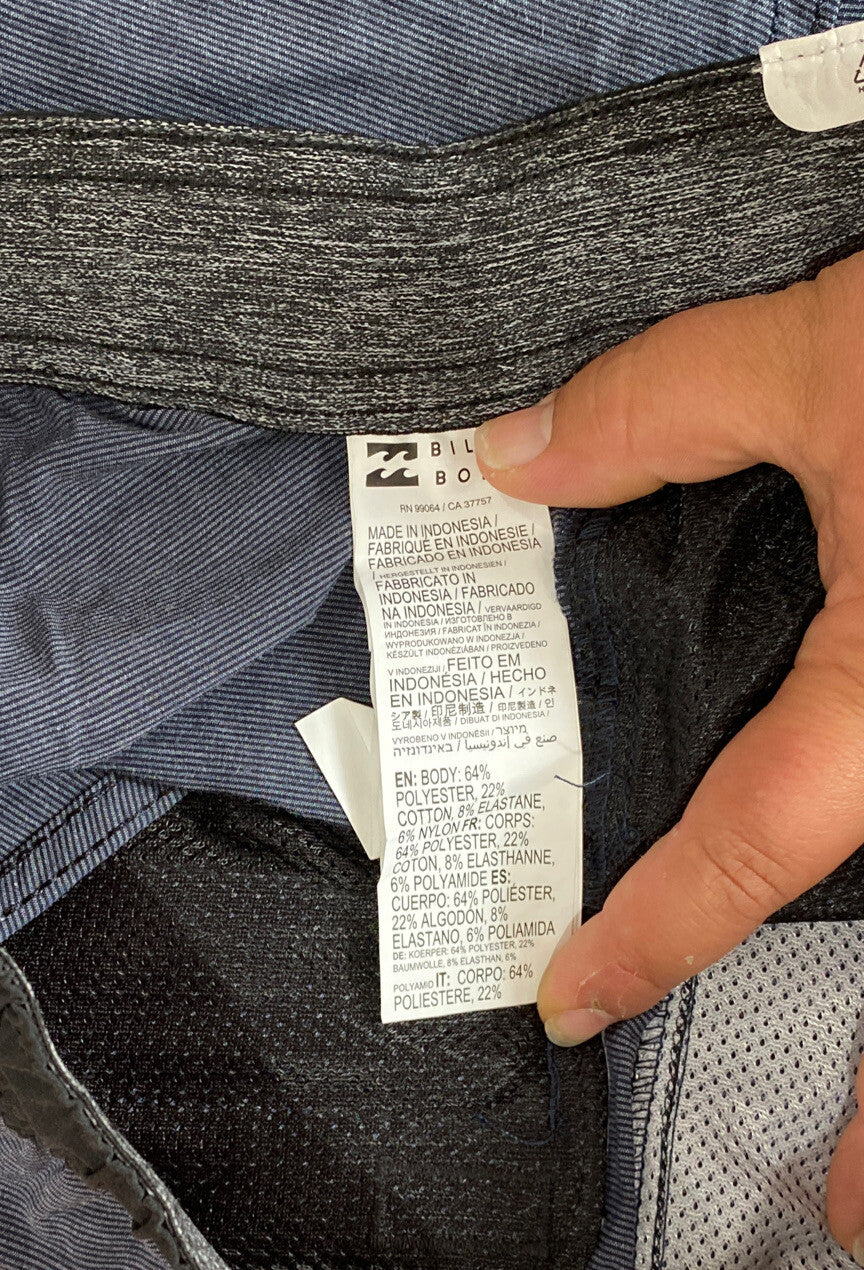 BIL
BO
RN 99064 / CA 37757
MADE IN INDONESIA /
FABRIQUÉ EN INDONESIE /
FABRICADO EN INDONESIA
/ HERGESTELLT IN INDONESIEN /
FABBRICATO IN
INDONESIA / FABRICADO
NA INDONESIA / VERVAARDIGD
IN INDONESIA / ИЗГОТОВЛЕНО В
ИНДОНЕЗИИ / FABRICAT ÎN INDONEZIA /
WYPRODUKOWANO W INDONEZJA /
KÉSZÜLT INDONÉZIÁBAN / PROIZVEDENO
V INDONEZIJI / FEITO EM
INDONÉSIA / HECHO
EN INDONESIA / インドネ
シア製 / 印尼制造 / 印尼製造 / 인
도네시아제품 / DIBUAT DI INDONESIA /
VYROBENO V INDONÉSII / מיוצר
באינדונזיה / صنع في إندونيسيا
EN: BODY: 64%
POLYESTER, 22%
COTTON, 8% ELASTANE,
6% NYLON FR: CORPS:
64% POLYESTER, 22%
COTON, 8% ELASTHANNE,
6% POLYAMIDE ES:
CUERPO: 64% POLIÉSTER,
22% ALGODÓN, 8%
ELASTANO, 6% POLIAMIDA
DE: KOERPER: 64% POLYESTER, 22%
BAUMWOLLE, 8% ELASTHAN, 6%
POLYAMID IT: CORPO: 64%
POLIESTERE, 22%